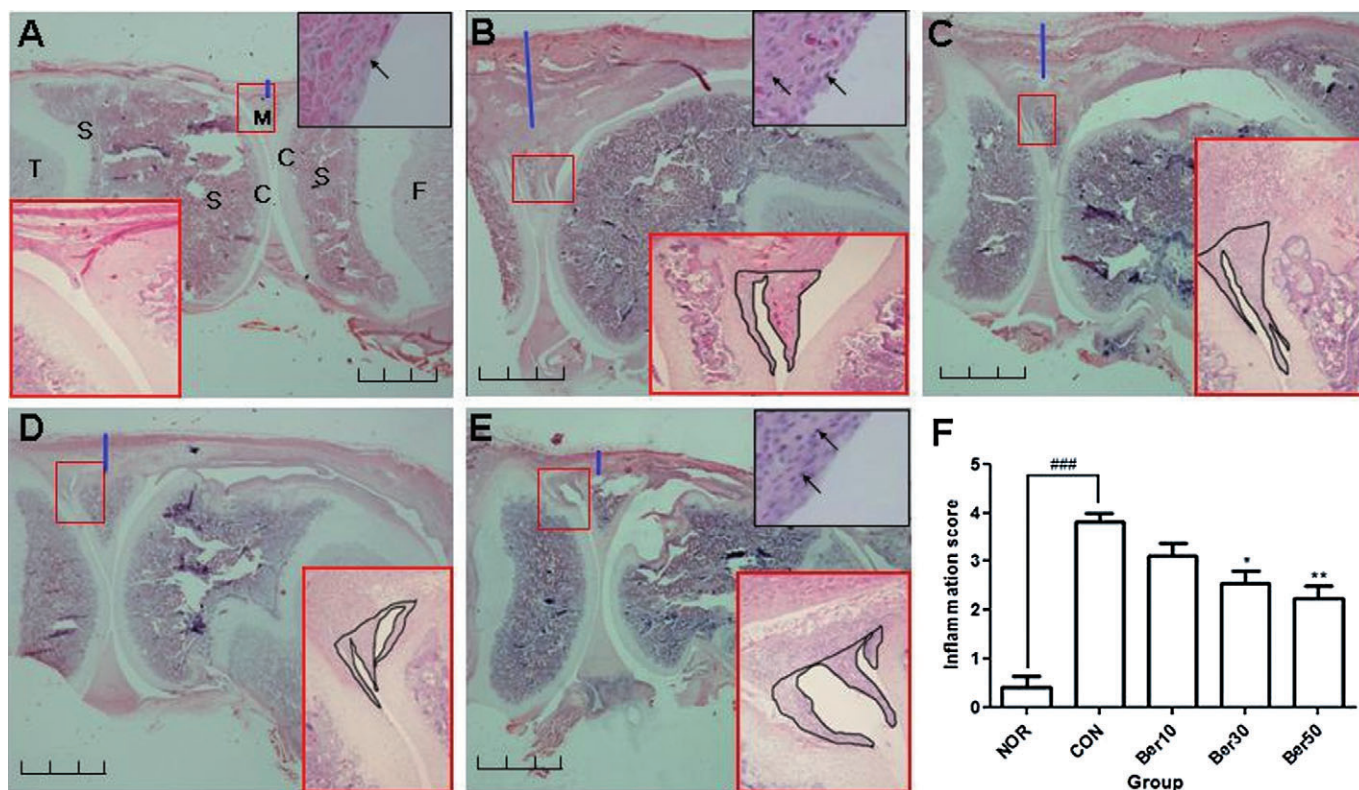 A
M
S
C
C
S
T
S
F
B
C
D
E
F
Inflammation score
5
4
3
2
1
0
###
*
**
NOR
CON
Ber10
Ber30
Ber50
Group